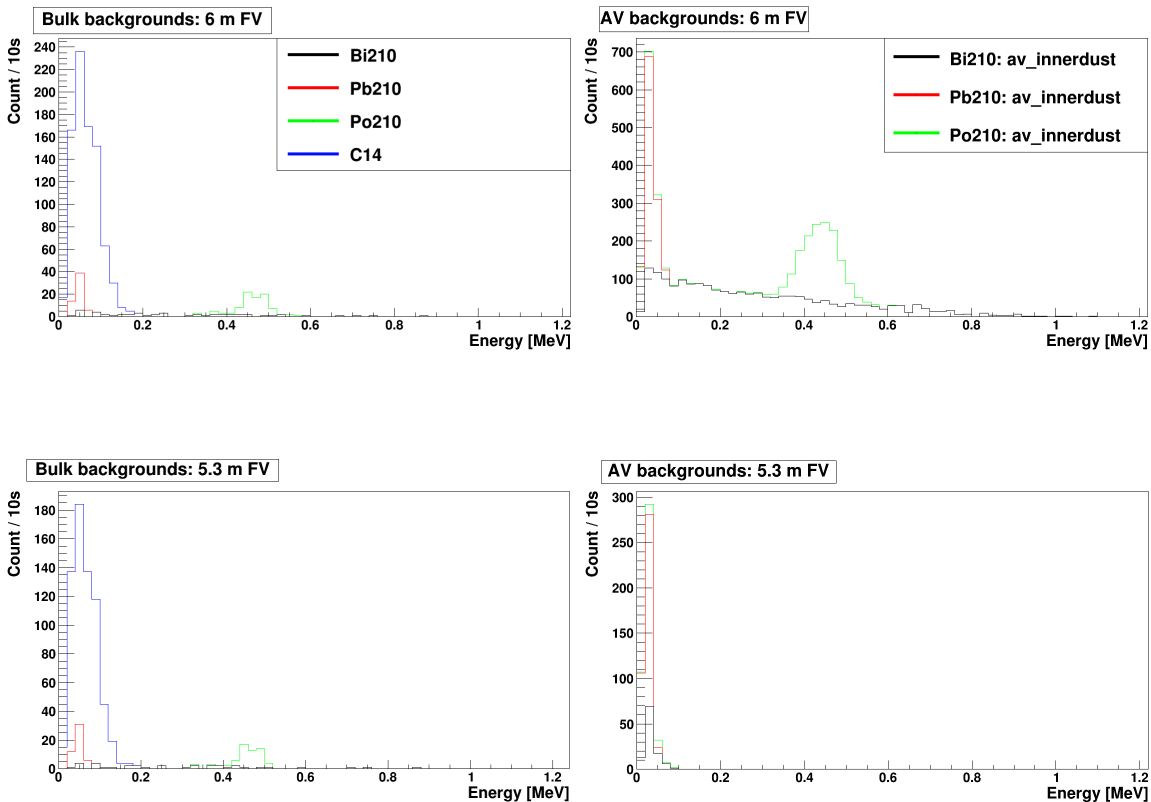 Bulk backgrounds: 6 m FV
Count / 10s
240
220
200
180
160
140
120
100
80
60
40
20
0
Bi210
Pb210
Po210
C14
0 0.2 0.4 0.6 0.8 1 1.2
Energy [MeV]
AV backgrounds: 6 m FV
Count / 10s
700
600
500
400
300
200
100
0
Bi210: av_innerdust
Pb210: av_innerdust
Po210: av_innerdust
0 0.2 0.4 0.6 0.8 1 1.2
Energy [MeV]
Bulk backgrounds: 5.3 m FV
Count / 10s
180
160
140
120
100
80
60
40
20
0
0 0.2 0.4 0.6 0.8 1 1.2
Energy [MeV]
AV backgrounds: 5.3 m FV
Count / 10s
300
250
200
150
100
50
0
0 0.2 0.4 0.6 0.8 1 1.2
Energy [MeV]